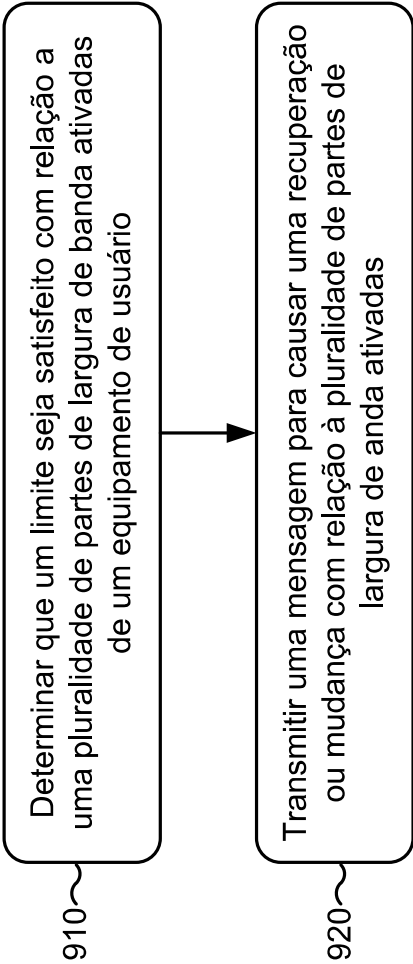 910
Determinar que um limite seja satisfeito com relação a
uma pluralidade de partes de largura de banda ativadas
de um equipamento de usuário
920
Transmitir uma mensagem para causar uma recuperação
ou mudança com relação à pluralidade de partes de
largura de anda ativadas